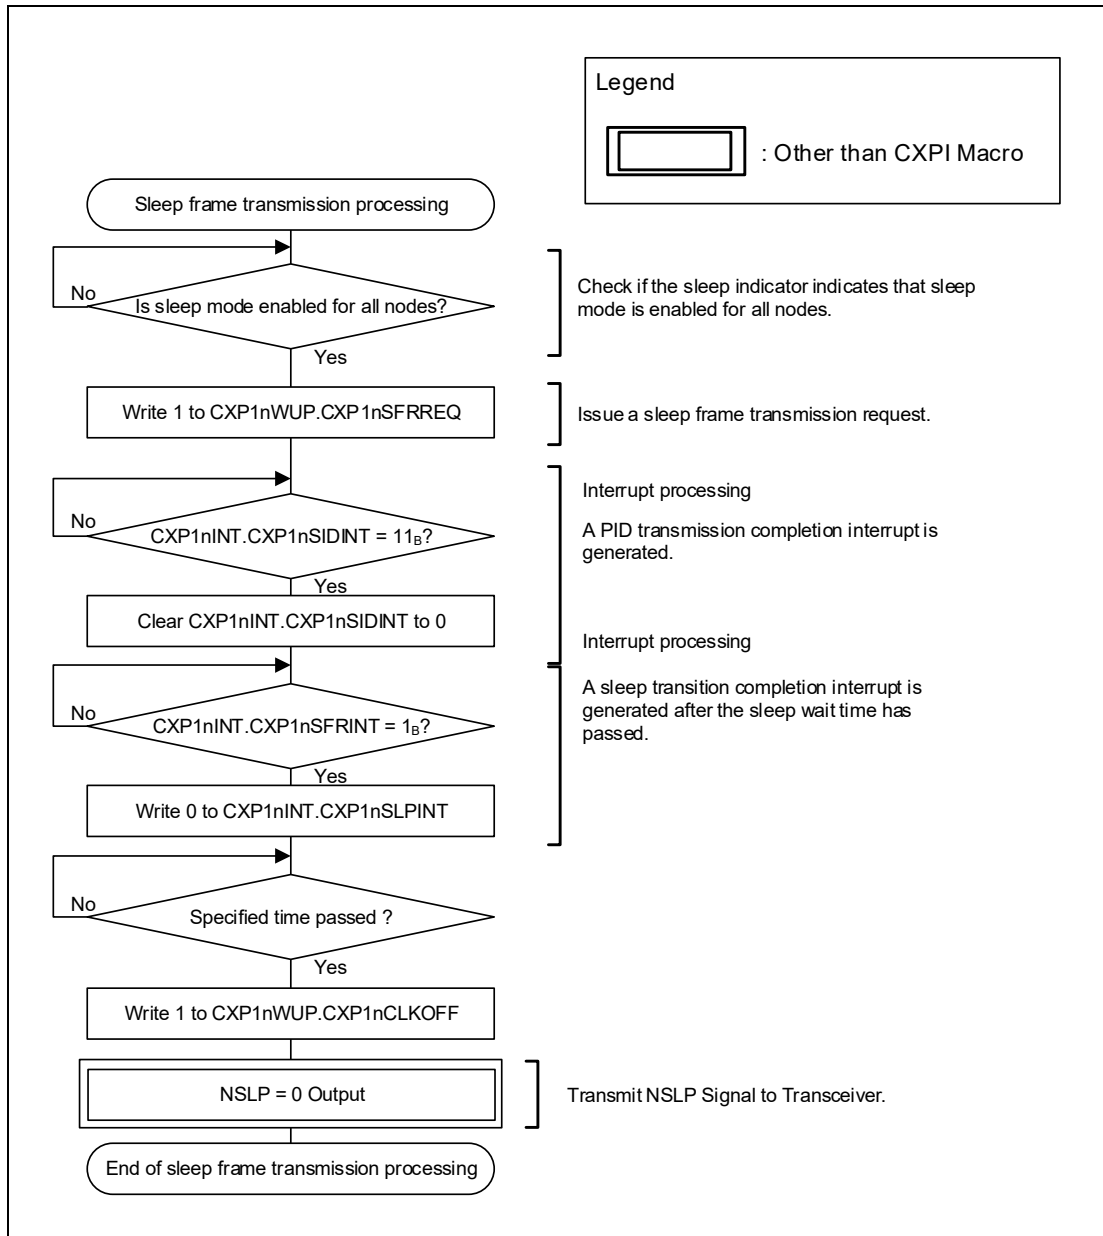 Legend
: Other than CXPI Macro
Sleep frame transmission processing
No
Is sleep mode enabled for all nodes?
Yes
Check if the sleep indicator indicates that sleep
mode is enabled for all nodes.
Write 1 to CXP1nWUP.CXP1nSFRREQ
Issue a sleep frame transmission request.
No
CXP1nINT.CXP1nSIDINT = 11B?
Yes
Interrupt processing
A PID transmission completion interrupt is
generated.
Clear CXP1nINT.CXP1nSIDINT to 0
Interrupt processing
No
CXP1nINT.CXP1nSFRINT = 1B?
Yes
A sleep transition completion interrupt is
generated after the sleep wait time has
passed.
Write 0 to CXP1nINT.CXP1nSLPINT
No
Specified time passed ?
Yes
Write 1 to CXP1nWUP.CXP1nCLKOFF
NSLP = 0 Output
Transmit NSLP Signal to Transceiver.
End of sleep frame transmission processing